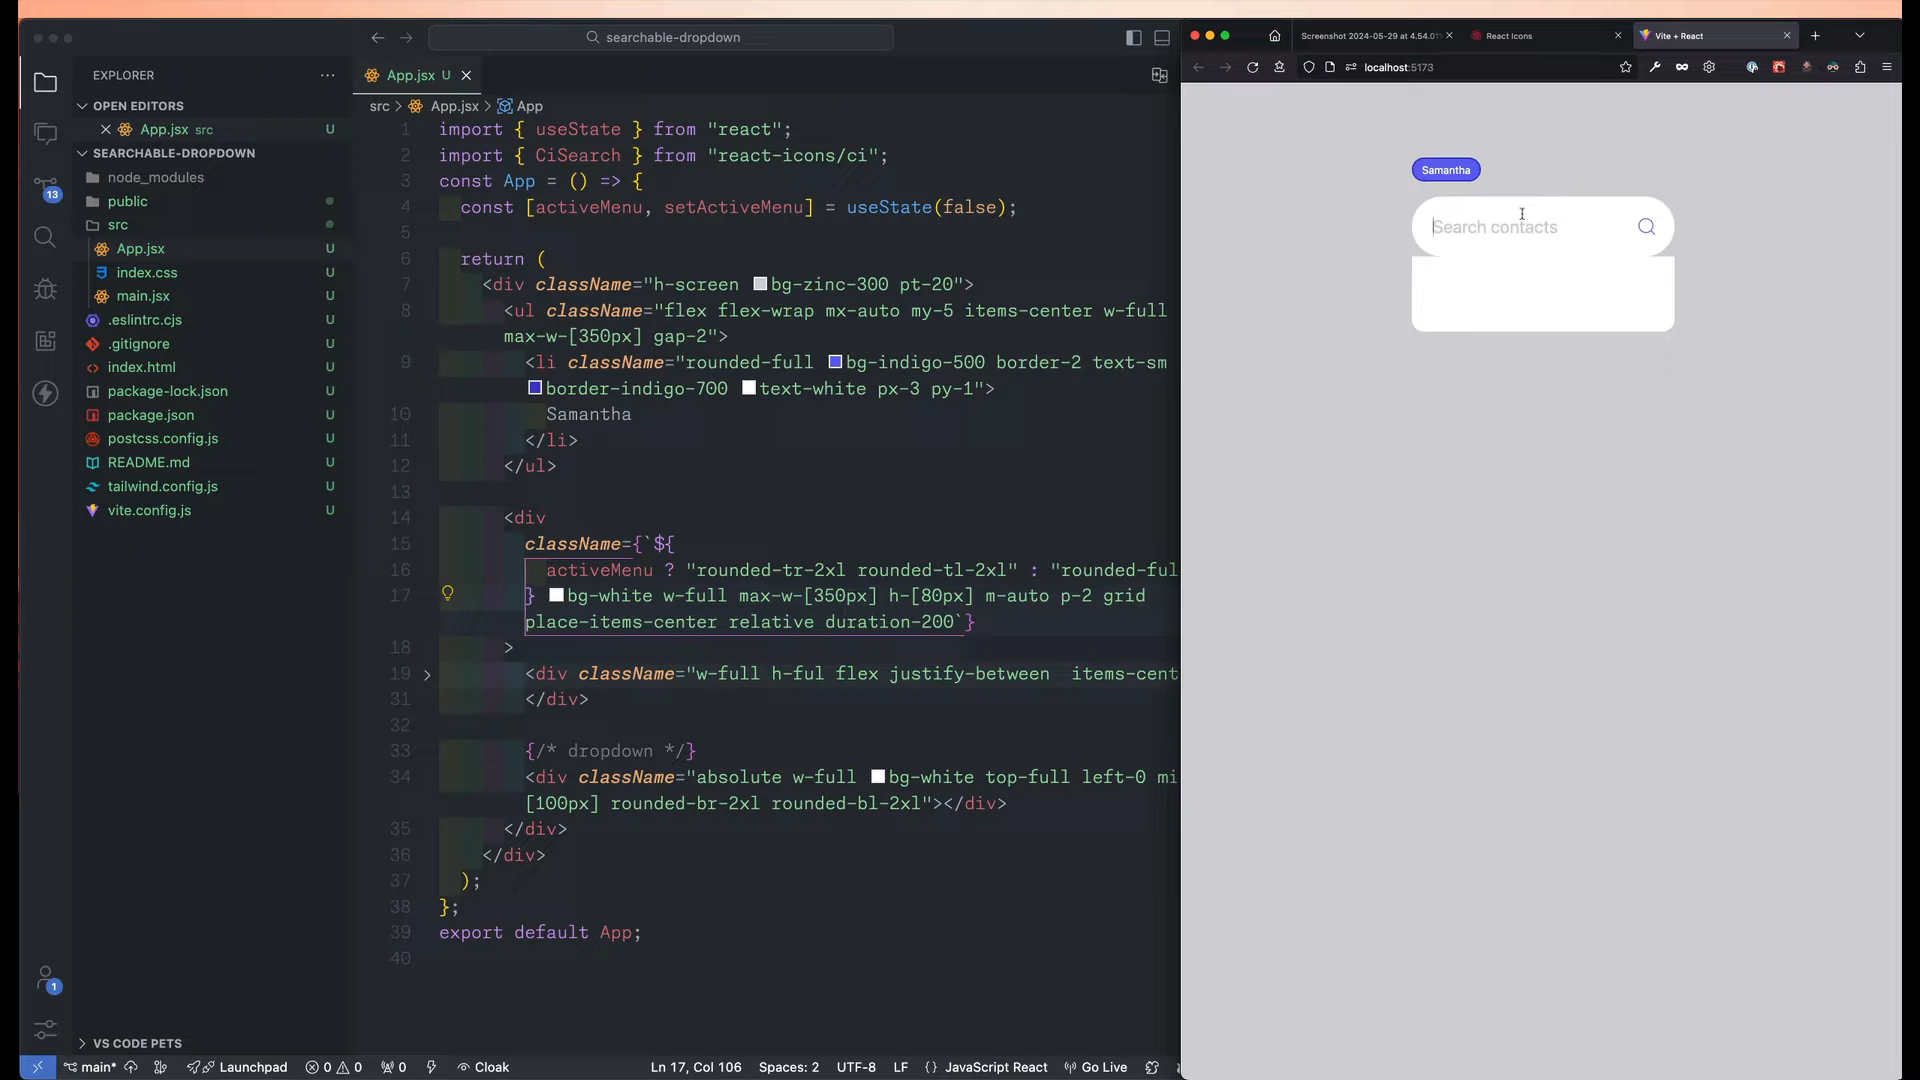 searchable-dropdown
EXPLORER
App.jsx U
OPEN EDITORS
App.jsx src U
SEARCHABLE-DROPDOWN
node_modules
public
src
App.jsx U
index.css U
main.jsx U
.eslintrc.cjs U
.gitignore U
index.html U
package-lock.json U
package.json U
postcss.config.js U
README.md U
tailwind.config.js U
vite.config.js U
13
1
VS CODE PETS
src > App.jsx > App
1 import { useState } from "react";
2 import { CiSearch } from "react-icons/ci";
3 const App = () => {
4 const [activeMenu, setActiveMenu] = useState(false);
5
6 return (
7 <div className="h-screen bg-zinc-300 pt-20">
8 <ul className="flex flex-wrap mx-auto my-5 items-center w-full
max-w-[350px] gap-2">
9 <li className="rounded-full bg-indigo-500 border-2 text-sm
border-indigo-700 text-white px-3 py-1">
10 Samantha
11 </li>
12 </ul>
13
14 <div
15 className={`${
16 activeMenu ? "rounded-tr-2xl rounded-tl-2xl" : "rounded-ful
17 } bg-white w-full max-w-[350px] h-[80px] m-auto p-2 grid
place-items-center relative duration-200`}
18 >
19 <div className="w-full h-ful flex justify-between items-cent
31 </div>
32
33 {/* dropdown */}
34 <div className="absolute w-full bg-white top-full left-0 mi
[100px] rounded-br-2xl rounded-bl-2xl"></div>
35 </div>
36 </div>
37 );
38 };
39 export default App;
40
main* Launchpad 0 0 0 Cloak Ln 17, Col 106 Spaces: 2 UTF-8 LF {} JavaScript React Go Live
Screenshot 2024-05-29 at 4.54.01
React Icons
Vite + React
localhost:5173
Samantha
Search contacts